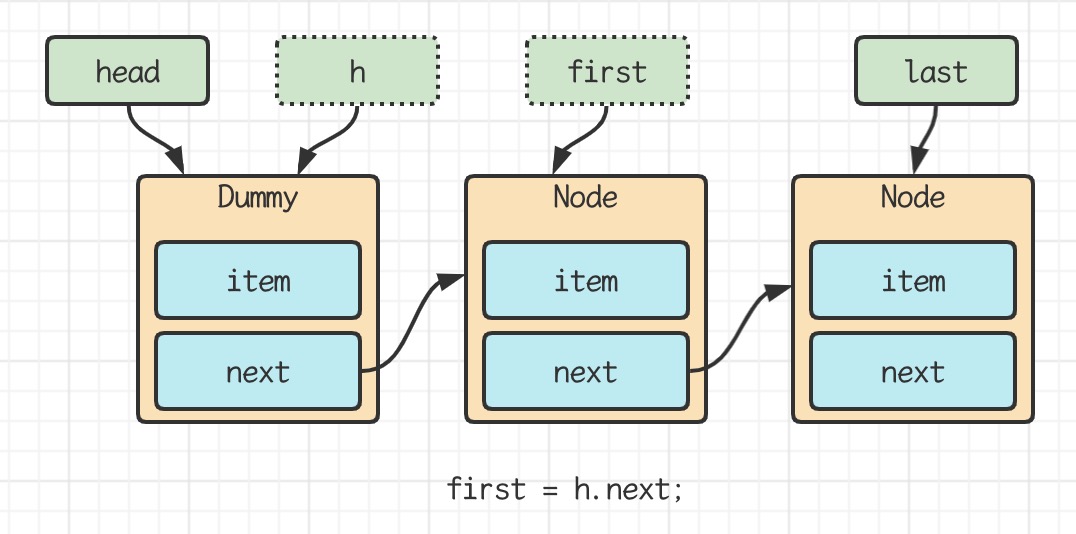 head h first last
Dummy Node Node
item item item
next next next
first = h.next;